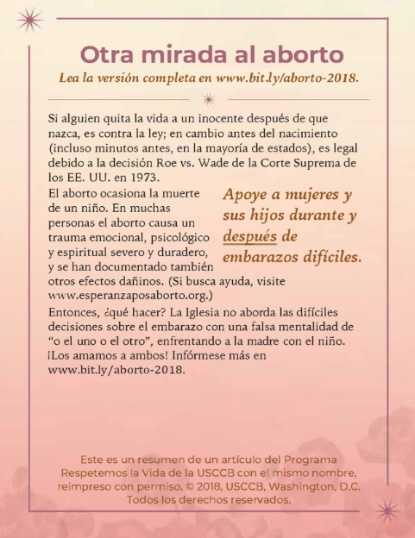 Otra mirada al aborto
Lea la versión completa en www.bit.ly/aborto-2018.
Si alguien quita la vida a un inocente después de que
nazca, es contra la ley; en cambio antes del nacimiento
(incluso minutos antes, en la mayoría de estados), es legal
debido a la decisión Roe vs. Wade de la Corte Suprema de
los EE. UU. en 1973.
El aborto ocasiona la muerte
de un niño. En muchas
personas el aborto causa un
trauma emocional, psicológico
y espiritual severo y duradero,
y se han documentado también
otros efectos dañinos. (Si busca ayuda, visite
www.esperanzaposaborto.org.)
Apoye a mujeres y
sus hijos durante y
después de
embarazos difíciles.
Entonces, ¿qué hacer? La Iglesia no aborda las difíciles
decisiones sobre el embarazo con una falsa mentalidad de
“o el uno o el otro”, enfrentando a la madre con el niño.
¡Los amamos a ambos! Infórmese más en
www.bit.ly/aborto-2018.
Este es un resumen de un artículo del Programa
Respetemos la Vida de la USCCB con el mismo nombre,
reimpreso con permiso. © 2018, USCCB, Washington, D.C.
Todos los derechos reservados.